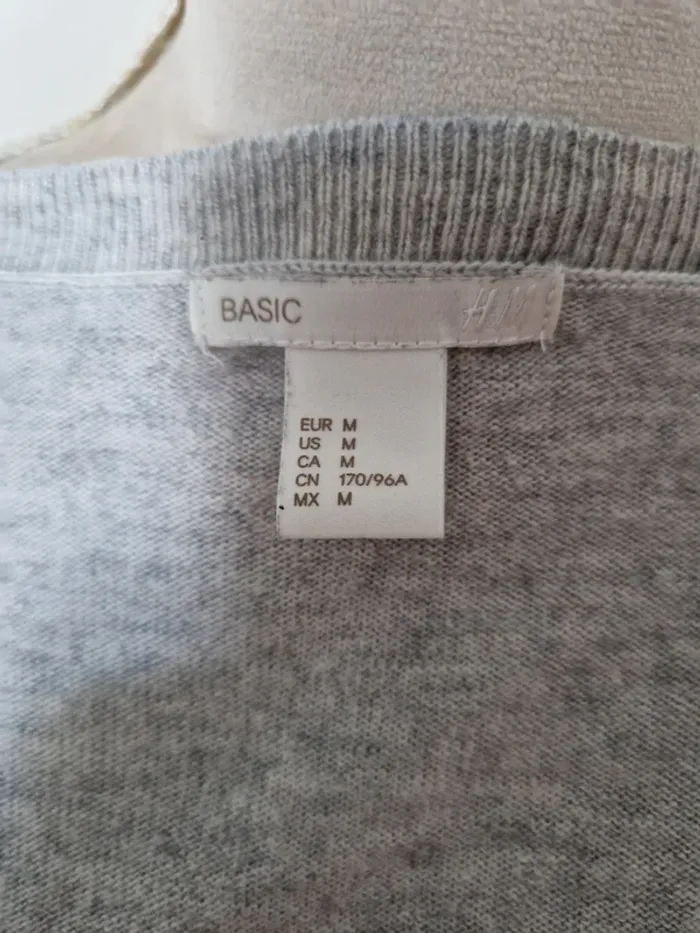 BASIC H&M
EUR M
US M
CA M
CN 170/96A
MX M